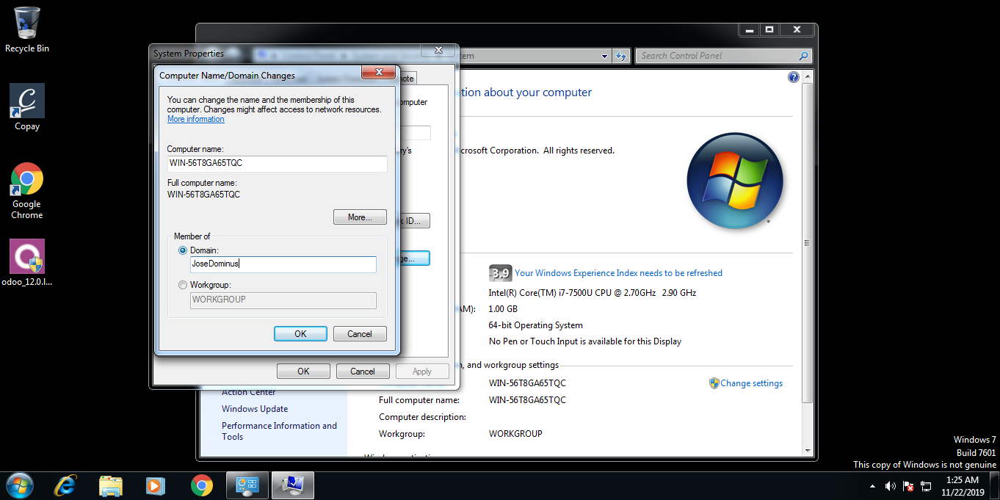 Recycle Bin
Copay
Google
Chrome
odoo_12.0.l...
System Properties
Computer Name/Domain Changes
You can change the name and the membership of this
computer. Changes might affect access to network resources.
More information
Computer name:
WIN-56T8GA65TQC
Full computer name:
WIN-56T8GA65TQC
More...
Member of
Domain:
JoseDominus
Workgroup:
WORKGROUP
OK
Cancel
OK
Cancel
Apply
mote
omputer
ry's
k ID...
ge...
tem
Search Control Panel
tion about your computer
crosoft Corporation. All rights reserved.
3.9
Your Windows Experience Index needs to be refreshed
Intel(R) Core(TM) i7-7500U CPU @ 2.70GHz 2.90 GHz
AM):
1.00 GB
64-bit Operating System
No Pen or Touch Input is available for this Display
n, and workgroup settings
WIN-56T8GA65TQC
Change settings
Full computer name:
WIN-56T8GA65TQC
Computer description:
Workgroup:
WORKGROUP
Action Center
Windows Update
Performance Information and
Tools
Windows 7
Build 7601
This copy of Windows is not genuine
1:25 AM
11/22/2019